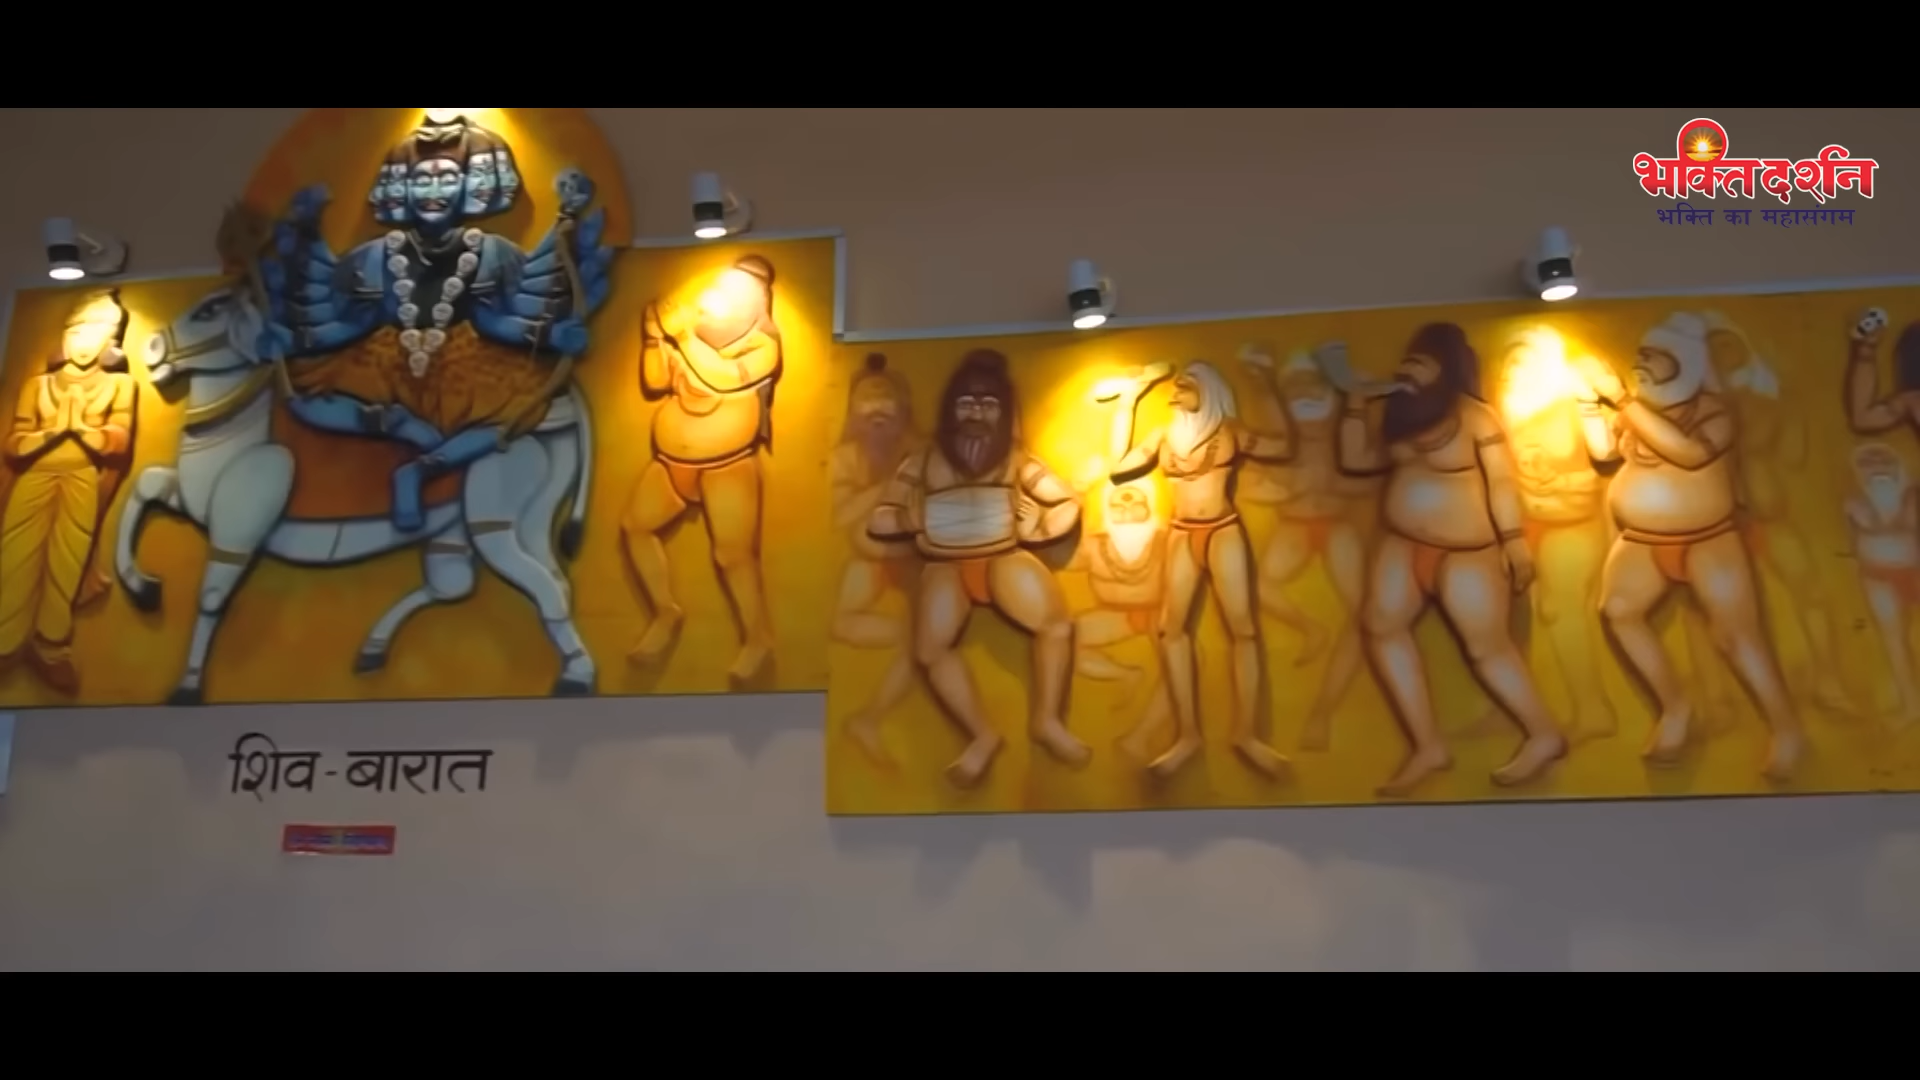 भक्ति दर्शन
भक्ति का महासंगम
शिव-बारात